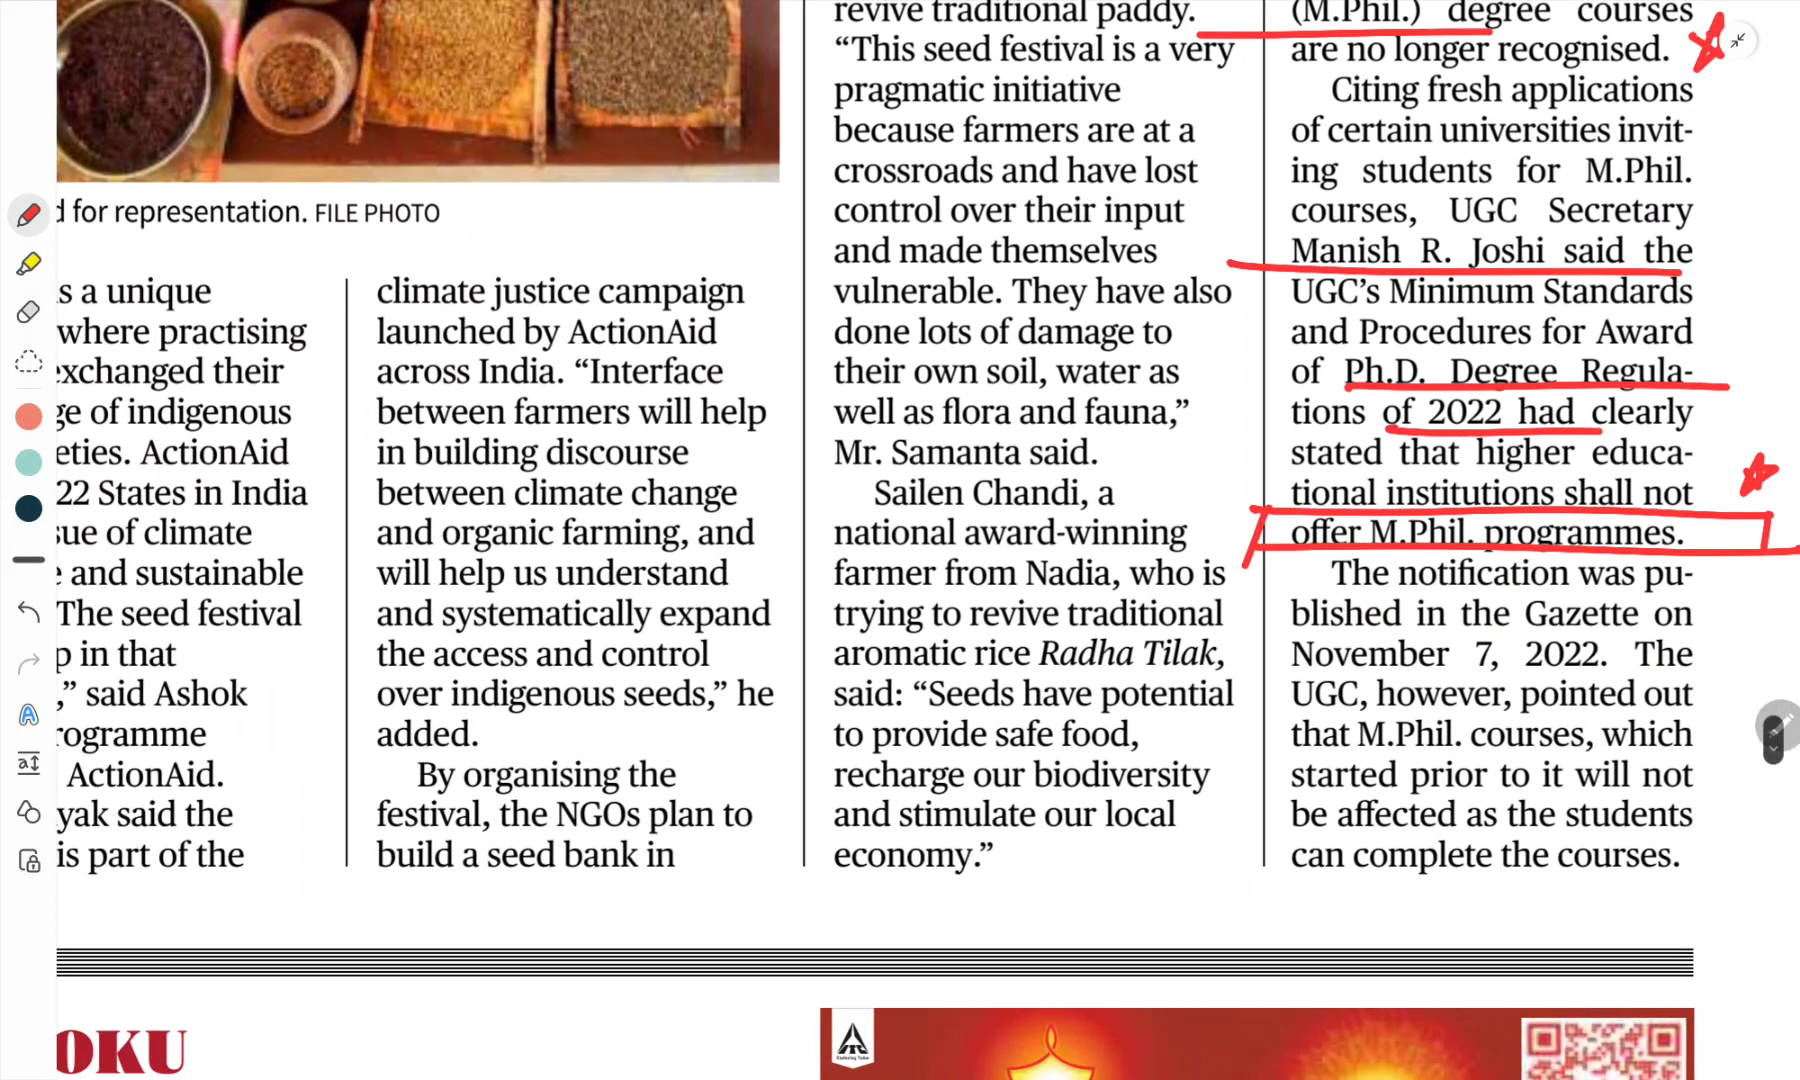 d for representation. FILE PHOTO
s a unique
where practising
exchanged their
ge of indigenous
eties. ActionAid
22 States in India
sue of climate
e and sustainable
The seed festival
p in that
,” said Ashok
rogramme
ActionAid.
yak said the
is part of the
climate justice campaign
launched by ActionAid
across India. “Interface
between farmers will help
in building discourse
between climate change
and organic farming, and
will help us understand
and systematically expand
the access and control
over indigenous seeds,” he
added.
By organising the
festival, the NGOs plan to
build a seed bank in
revive traditional paddy.
“This seed festival is a very
pragmatic initiative
because farmers are at a
crossroads and have lost
control over their input
and made themselves
vulnerable. They have also
done lots of damage to
their own soil, water as
well as flora and fauna,”
Mr. Samanta said.
Sailen Chandi, a
national award-winning
farmer from Nadia, who is
trying to revive traditional
aromatic rice Radha Tilak,
said: “Seeds have potential
to provide safe food,
recharge our biodiversity
and stimulate our local
economy.”
(M.Phil.) degree courses
are no longer recognised.
Citing fresh applications
of certain universities invit-
ing students for M.Phil.
courses, UGC Secretary
Manish R. Joshi said the
UGC’s Minimum Standards
and Procedures for Award
of Ph.D. Degree Regula-
tions of 2022 had clearly
stated that higher educa-
tional institutions shall not
offer M.Phil. programmes.
The notification was pu-
blished in the Gazette on
November 7, 2022. The
UGC, however, pointed out
that M.Phil. courses, which
started prior to it will not
be affected as the students
can complete the courses.
OKU